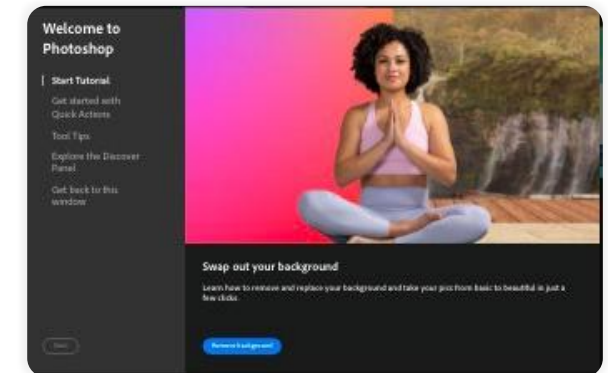 Welcome to
Photoshop
Start Tutorial
Get started with
Quick Actions
Tool Tips
Explore the Discover
Panel
Get back to this
window
Swap out your background
Learn how to remove and replace your background and take your pics from basic to beautiful in just a
few clicks.
Remove background